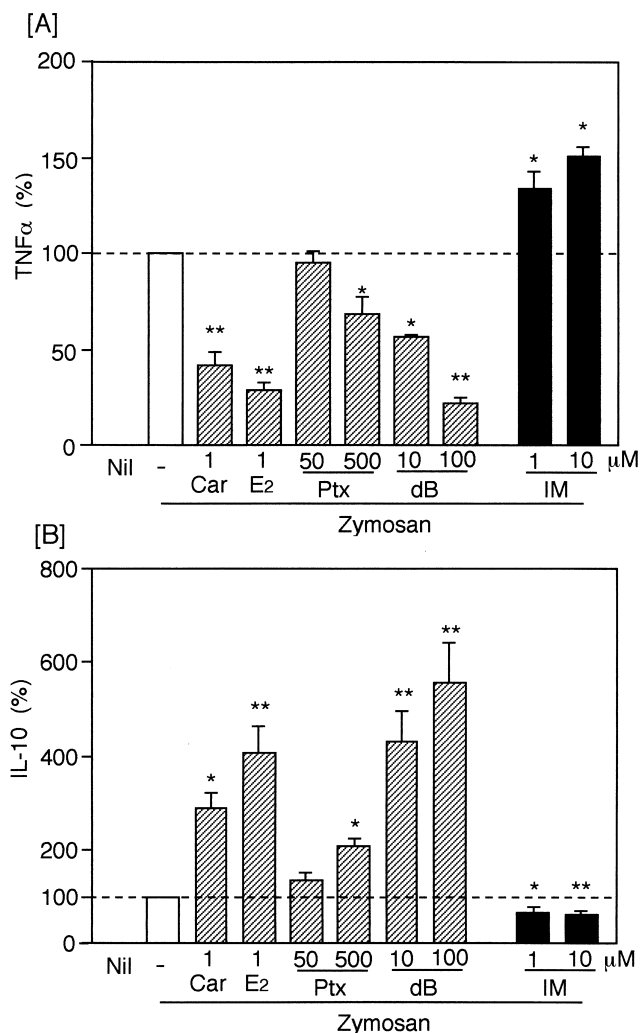 [A]
200
150
100
50
0
TNFα (%)
** ** * * ** * *
Nil - 1 1 50 500 10 100 1 10 μM
Car E2 Ptx dB IM
Zymosan
[B]
800
600
400
200
100
0
IL-10 (%)
* ** * ** ** * **
Nil - 1 1 50 500 10 100 1 10 μM
Car E2 Ptx dB IM
Zymosan